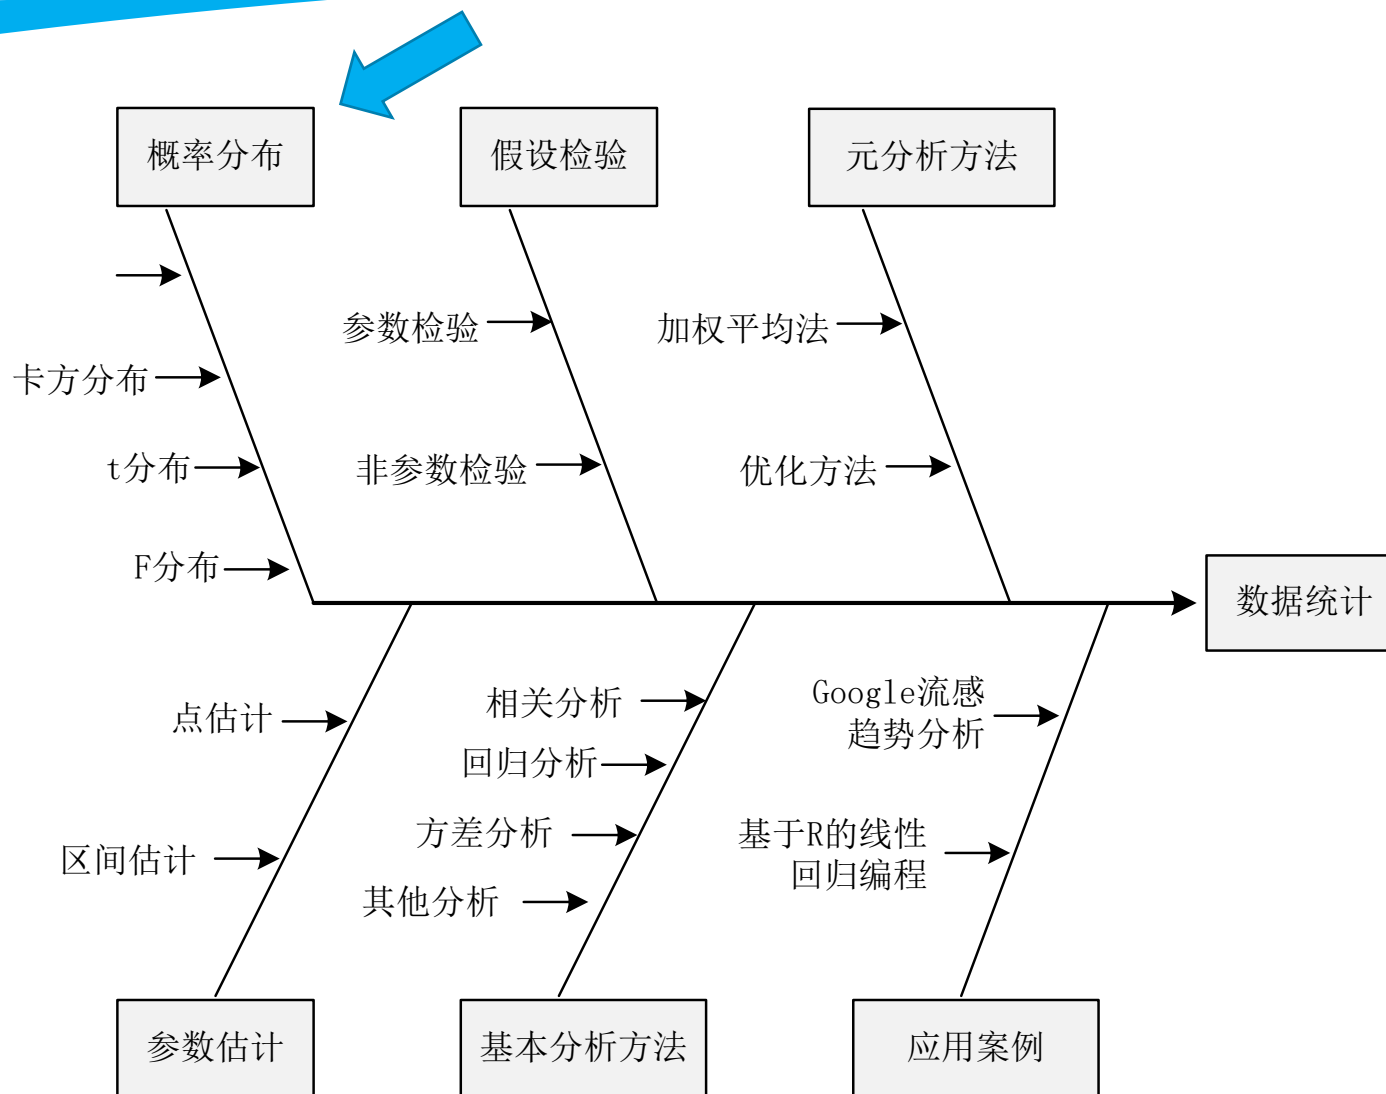 概率分布
假设检验
元分析方法
参数检验
加权平均法
卡方分布
t分布
非参数检验
优化方法
F分布
数据统计
点估计
相关分析
Google流感
趋势分析
回归分析
方差分析
基于R的线性
回归编程
区间估计
其他分析
参数估计
基本分析方法
应用案例